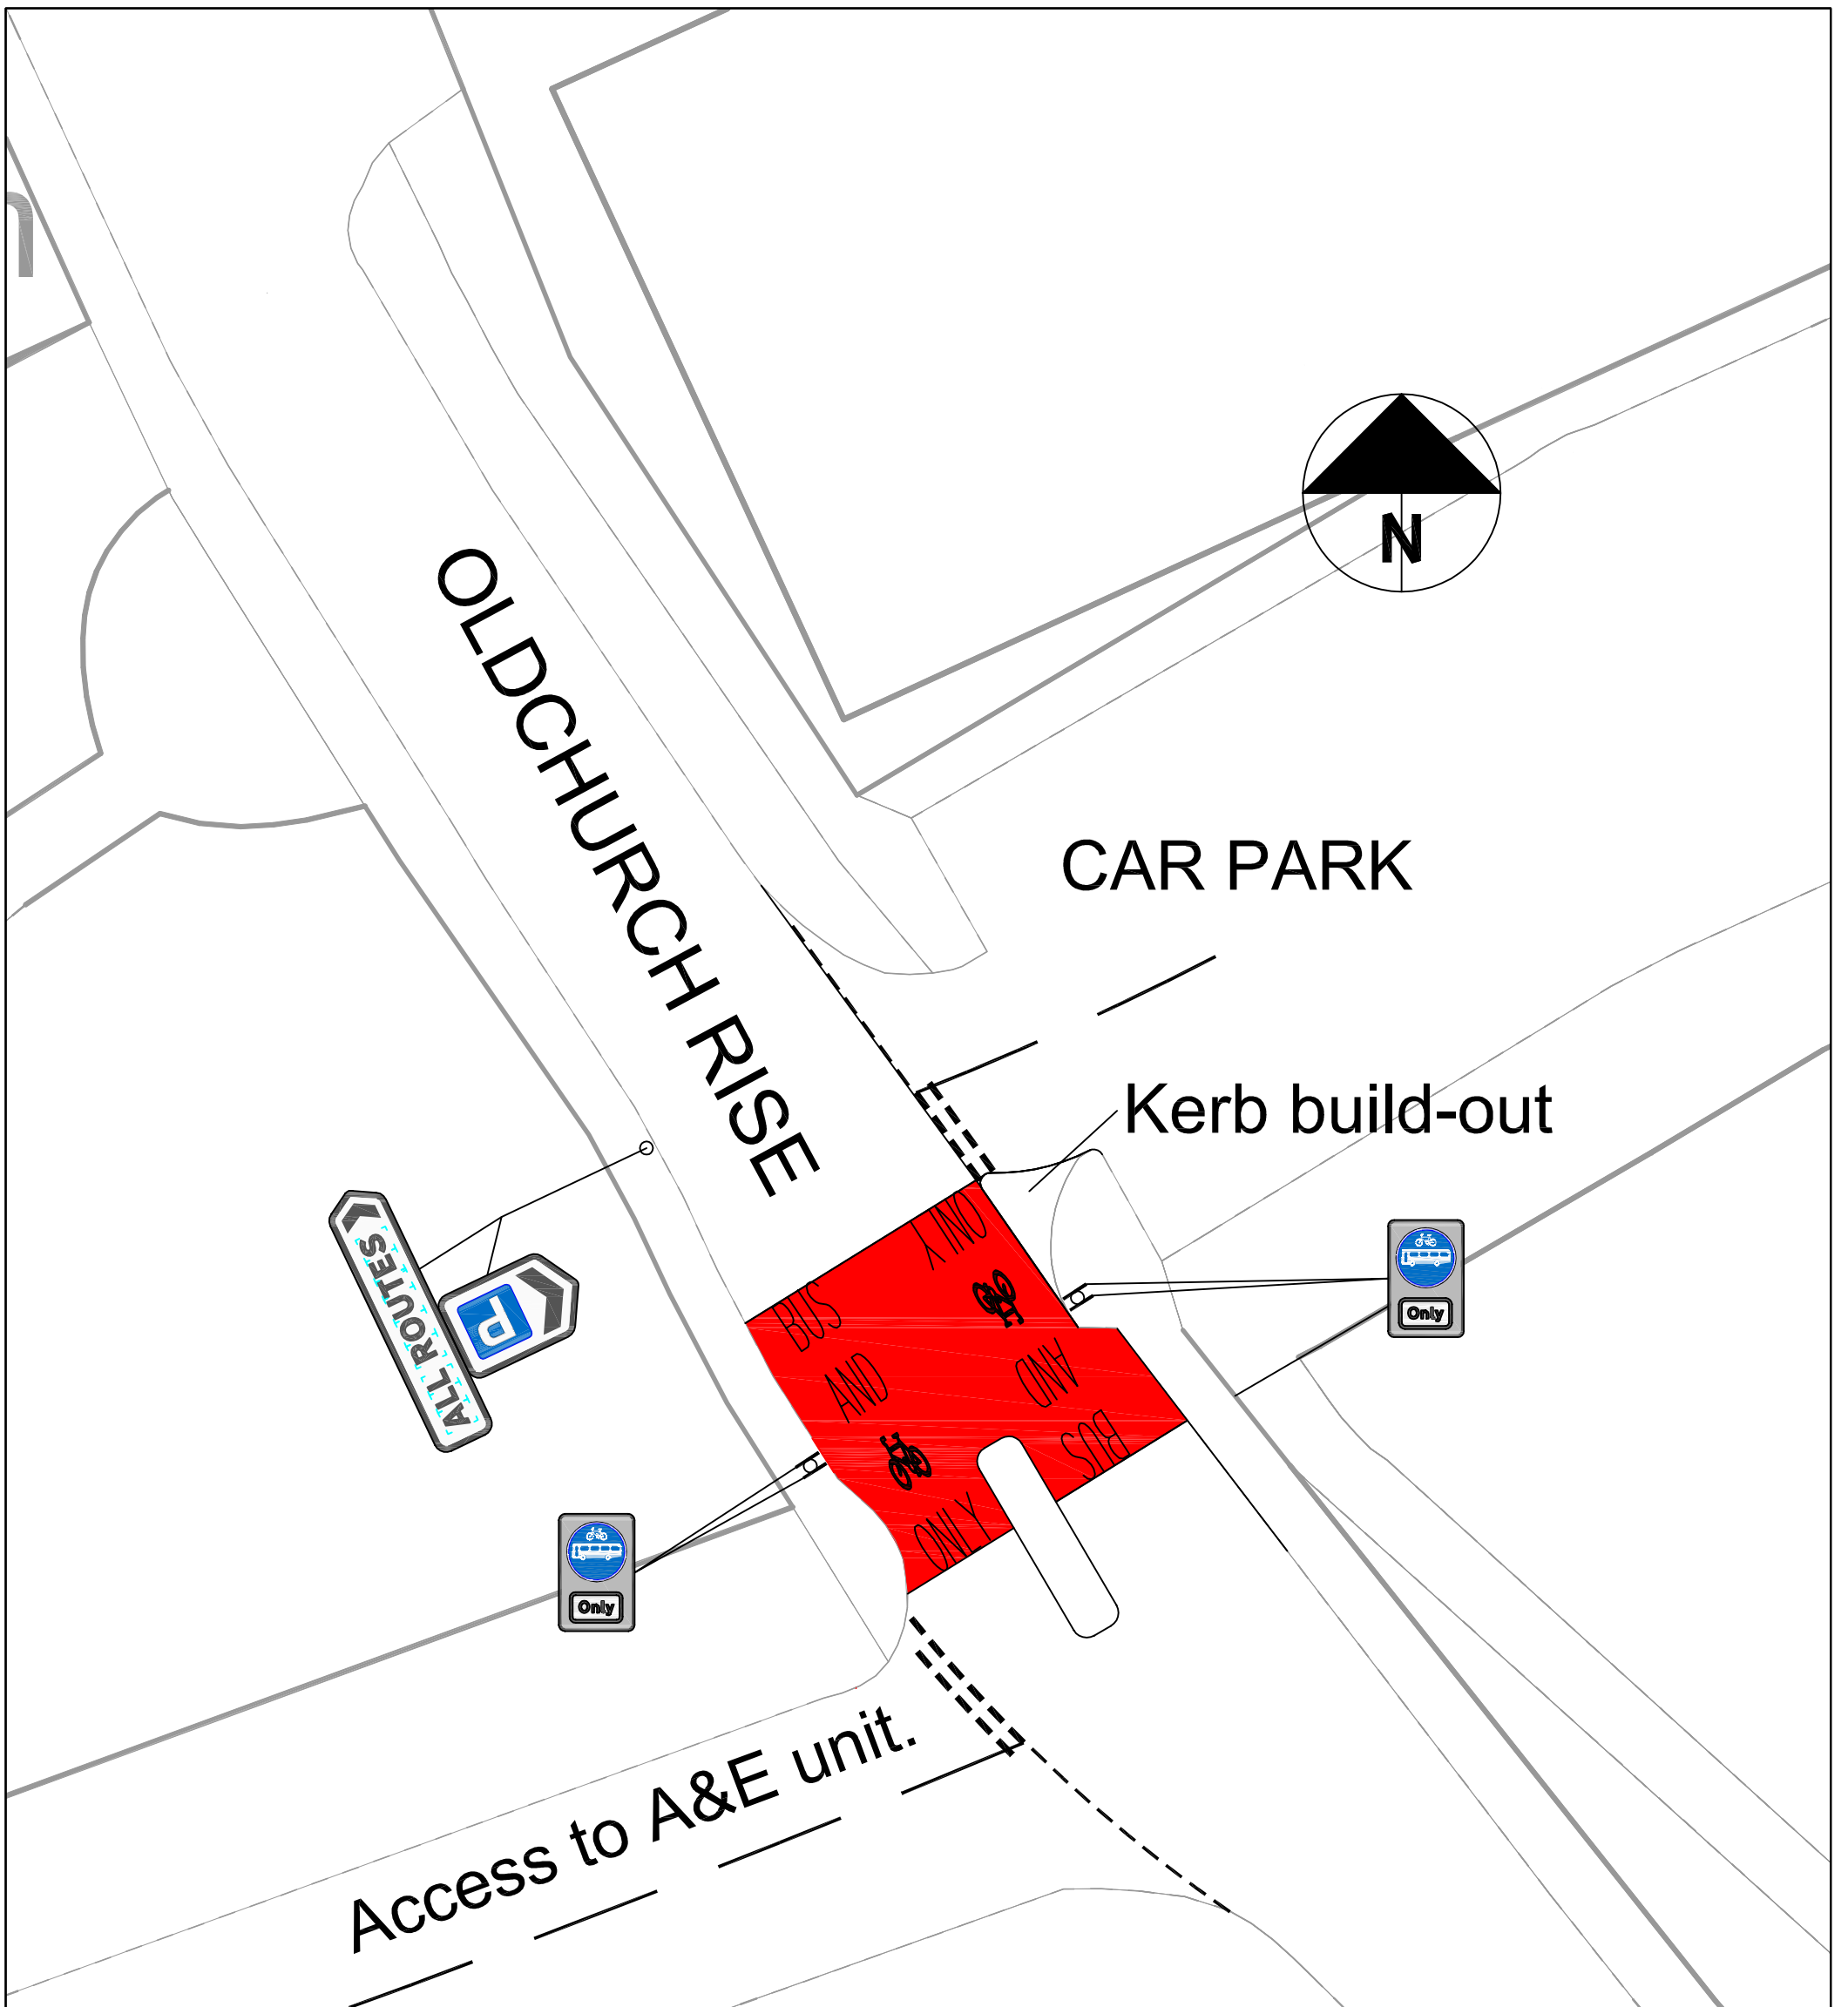 n
N
OLDCHURCH RISE
CAR PARK
Kerb build-out
ALL ROUTES
P
ONLY
AND
BUS
BUS
AND
ONLY
Only
Only
Access to A&E unit.